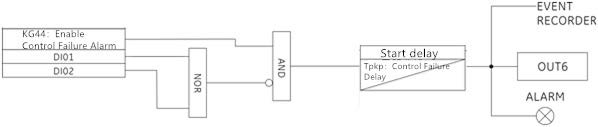 KG44：Enable
Control Failure Alarm
DI01
DI02
NOR
AND
Start delay
Tpkp：Control Failure
Delay
EVENT
RECORDER
OUT6
ALARM